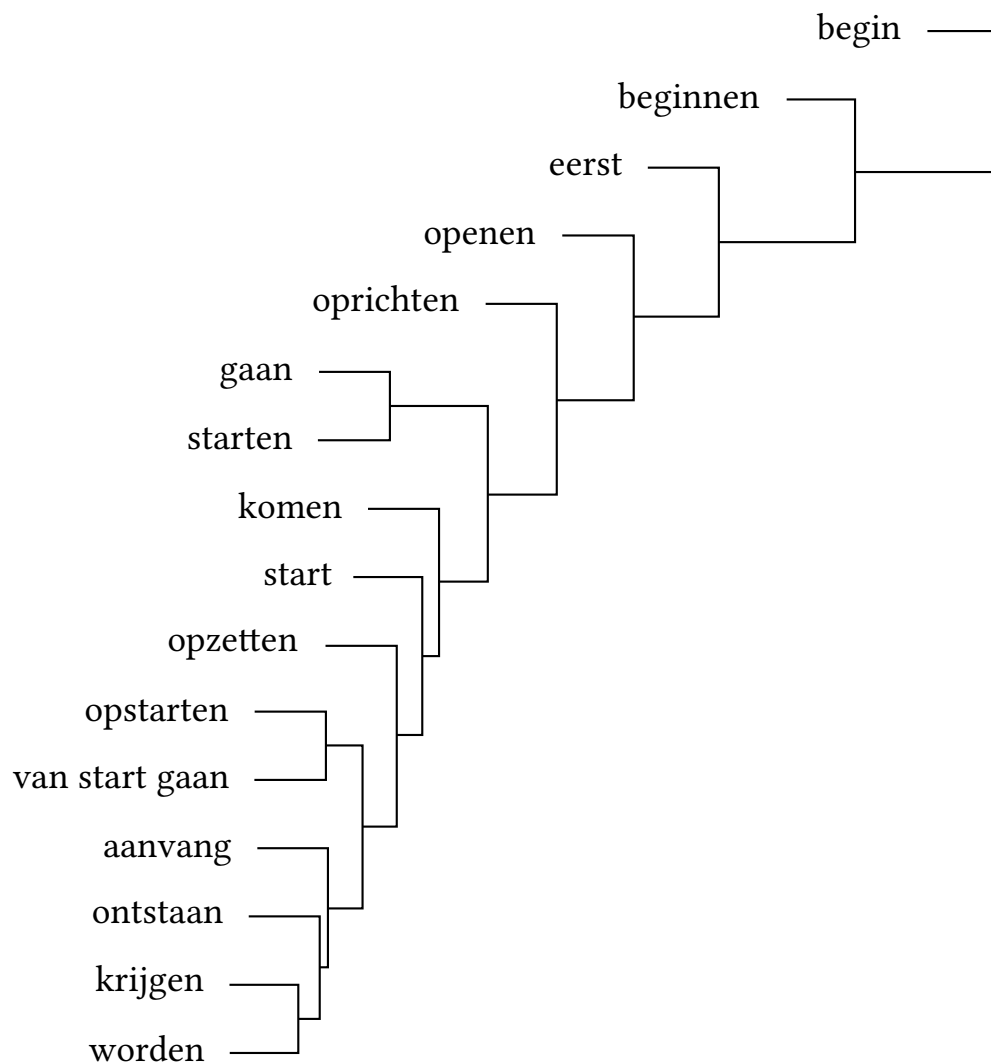 begin
beginnen
eerst
openen
oprichten
gaan
starten
komen
start
opzetten
opstarten
van start gaan
aanvang
ontstaan
krijgen
worden